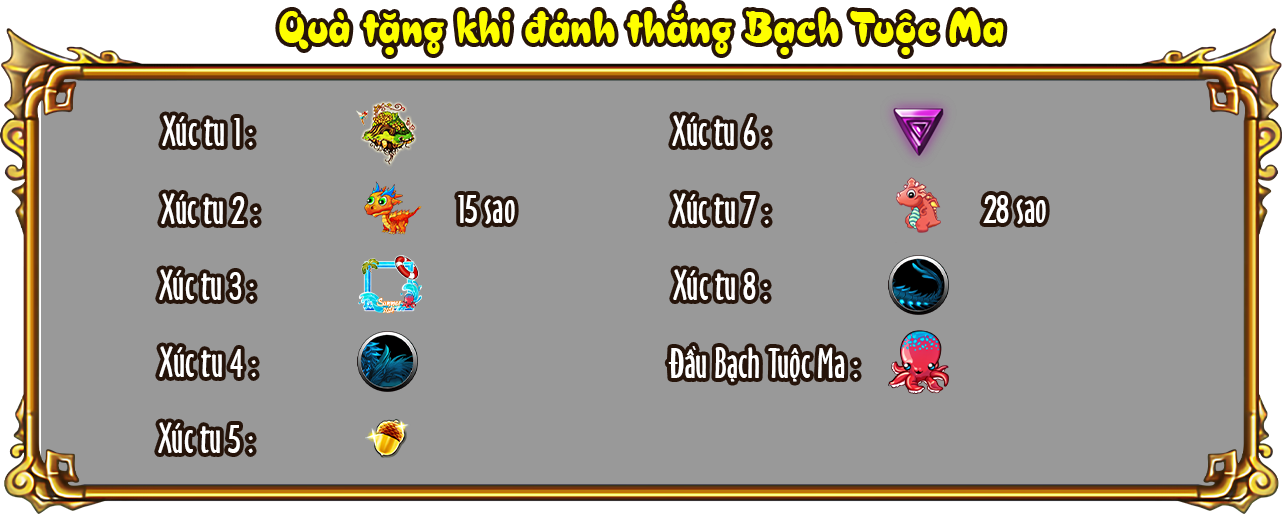 Quà tặng khi đánh thắng Bạch Tuộc Ma
Xúc tu 1 :
Xúc tu 2 : 15 sao
Xúc tu 3 :
Summer
Xúc tu 4 :
Xúc tu 5 :
Xúc tu 6 :
Xúc tu 7 : 28 sao
Xúc tu 8 :
Đầu Bạch Tuộc Ma :